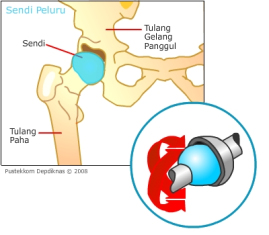 Sendi Peluru
Tulang
Gelang
Panggul
Sendi
Tulang
Paha
Pustekkom Depdiknas © 2008